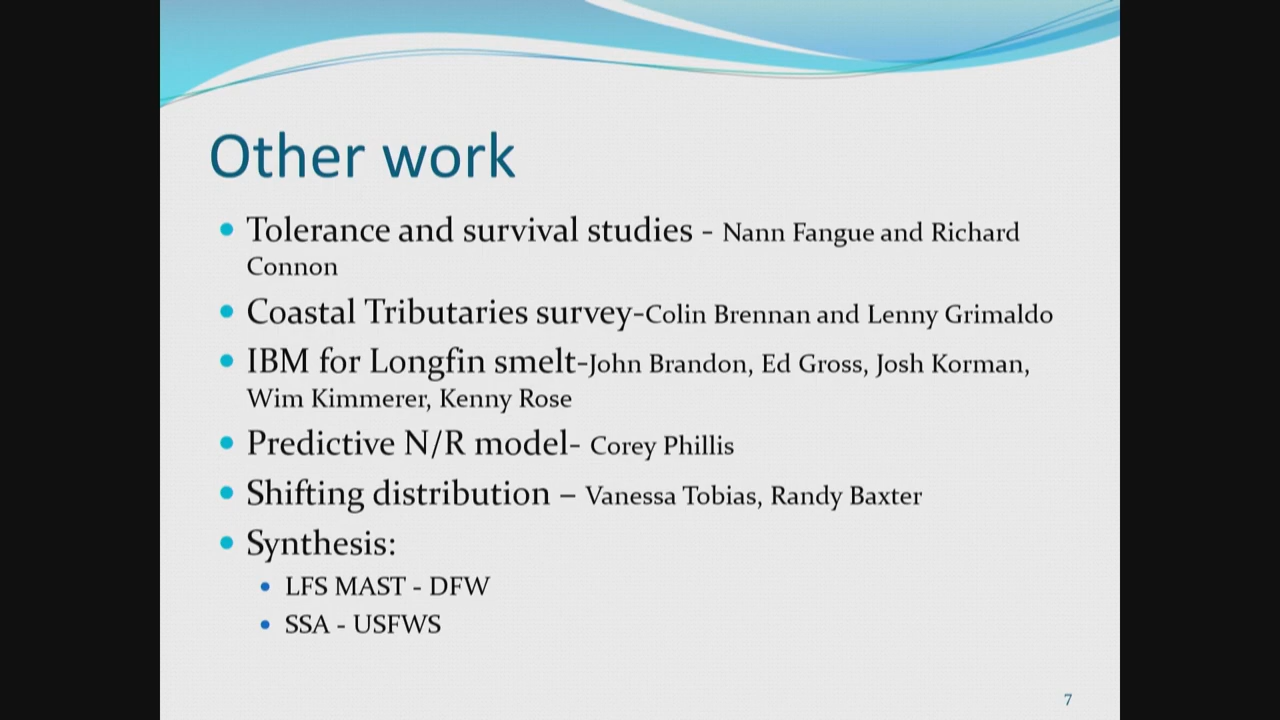 Other work
Tolerance and survival studies - Nann Fangue and Richard
Connon
Coastal Tributaries survey-Colin Brennan and Lenny Grimaldo
IBM for Longfin smelt-John Brandon, Ed Gross, Josh Korman,
Wim Kimmerer, Kenny Rose
Predictive N/R model- Corey Phillis
Shifting distribution – Vanessa Tobias, Randy Baxter
Synthesis:
LFS MAST - DFW
SSA - USFWS
7